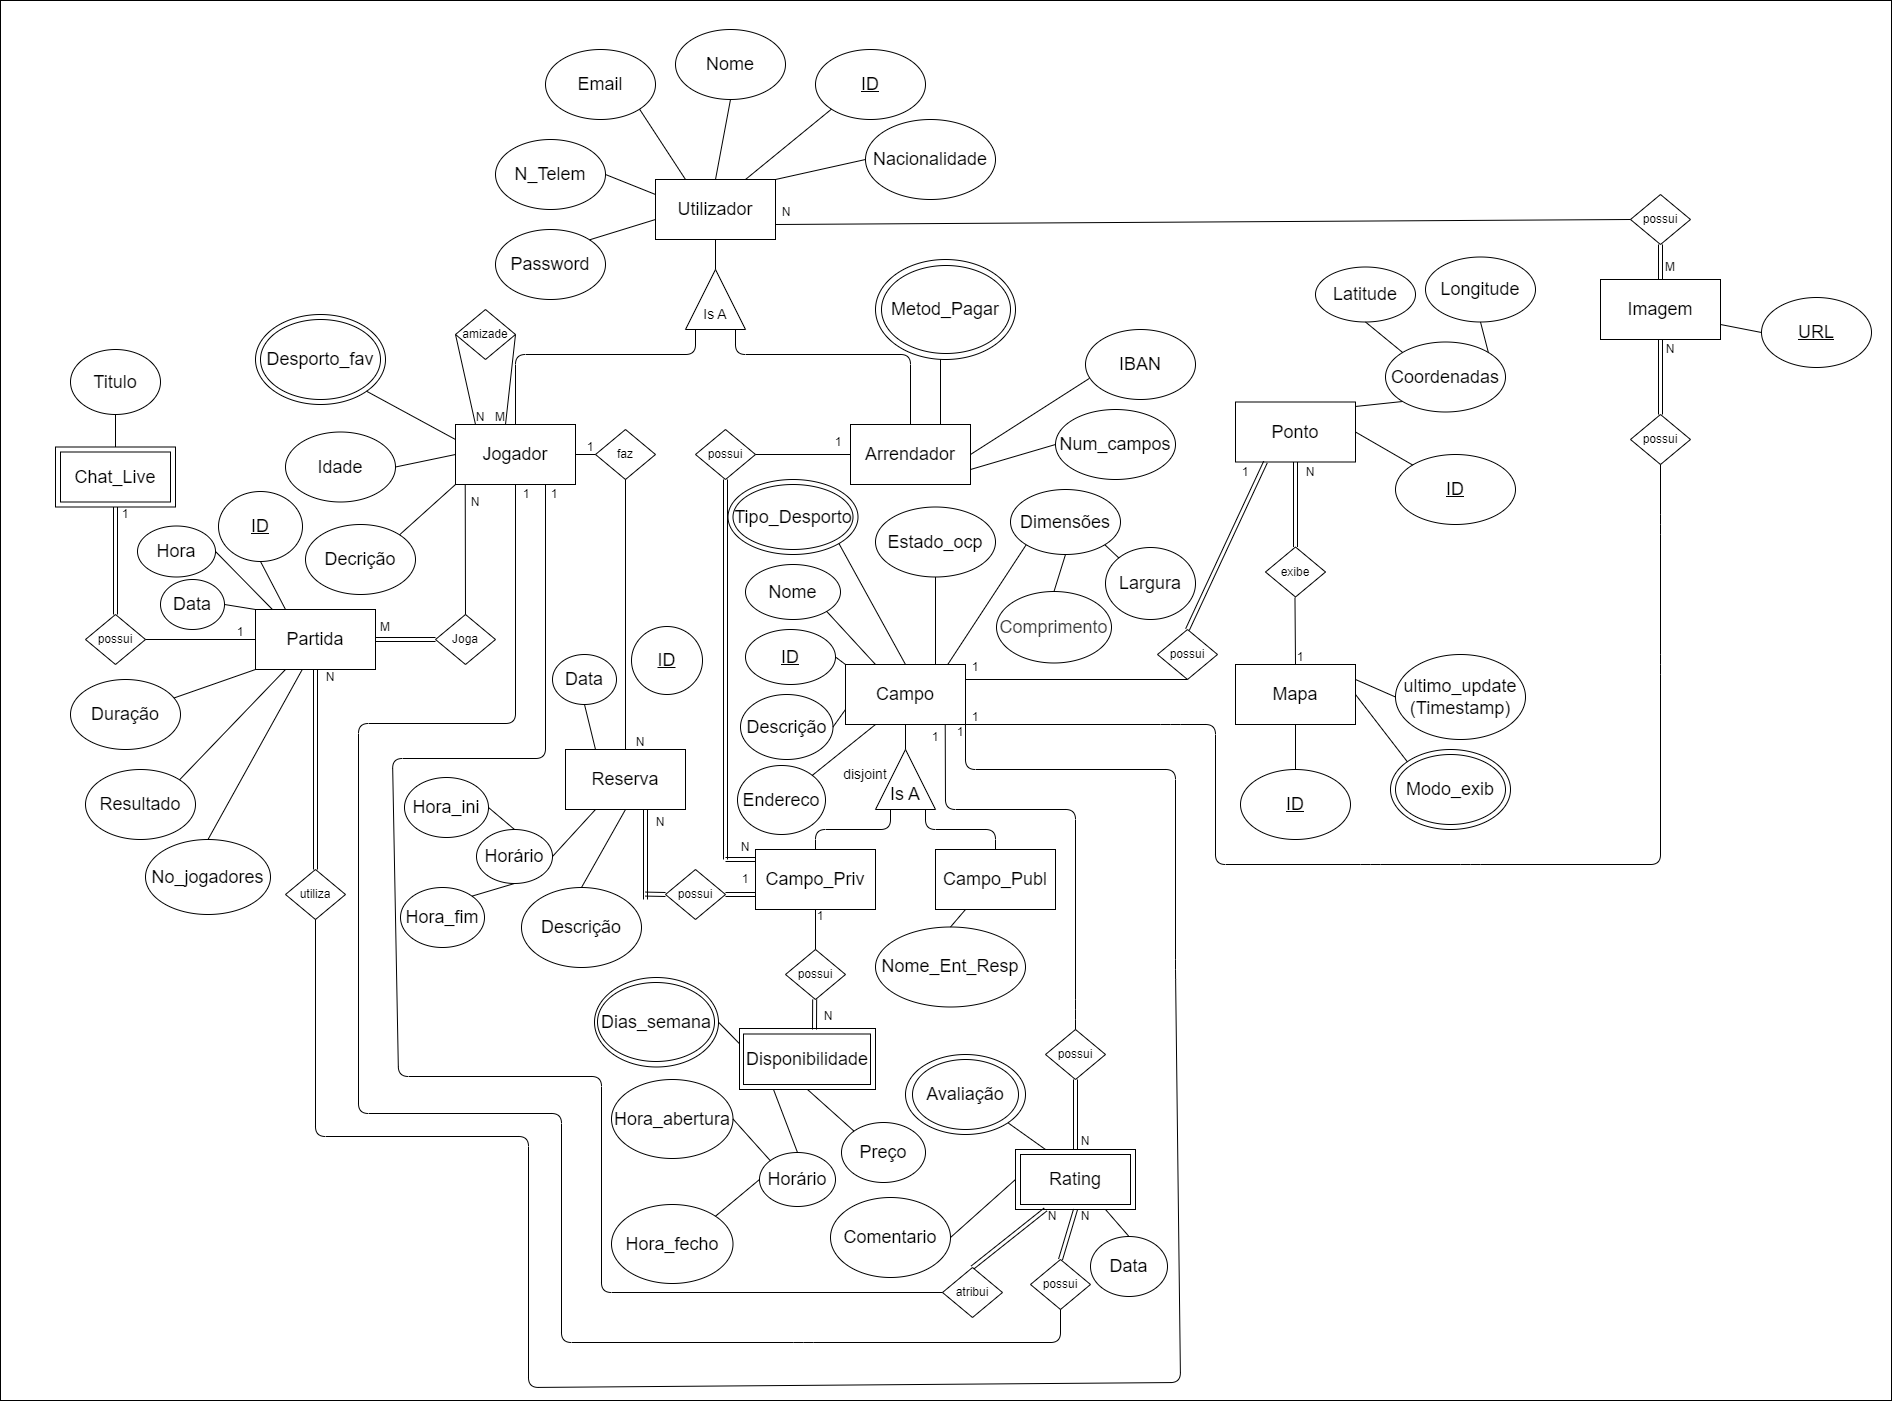 Nome
Email
ID
Nacionalidade
N_Telem
Utilizador
N
possui
Password
M
Latitude
Longitude
Imagem
URL
N
Is A
Metod_Pagar
amizade
Desporto_fav
IBAN
Coordenadas
Titulo
N
M
Jogador
1
faz
possui
1
Arrendador
Num_campos
Ponto
possui
Idade
Chat_Live
1
N
ID
N
1
1
1
Tipo_Desporto
Dimensões
Estado_ocp
ID
Hora
Decrição
Largura
exibe
Nome
Data
Comprimento
possui
1
Partida
M
Joga
ID
ID
possui
1
1
N
Data
Campo
Mapa
ultimo_update
(Timestamp)
Duração
Descrição
1
1
1
N
disjoint
Is A
Reserva
Resultado
Hora_ini
Endereco
ID
Modo_exib
N
Horário
N
No_jogadores
1
Campo_Priv
Campo_Publ
utiliza
possui
Hora_fim
Descrição
1
Nome_Ent_Resp
possui
Dias_semana
N
Disponibilidade
possui
Avaliação
Hora_abertura
N
Preço
Horário
Rating
Comentario
N
N
Hora_fecho
Data
atribui
possui